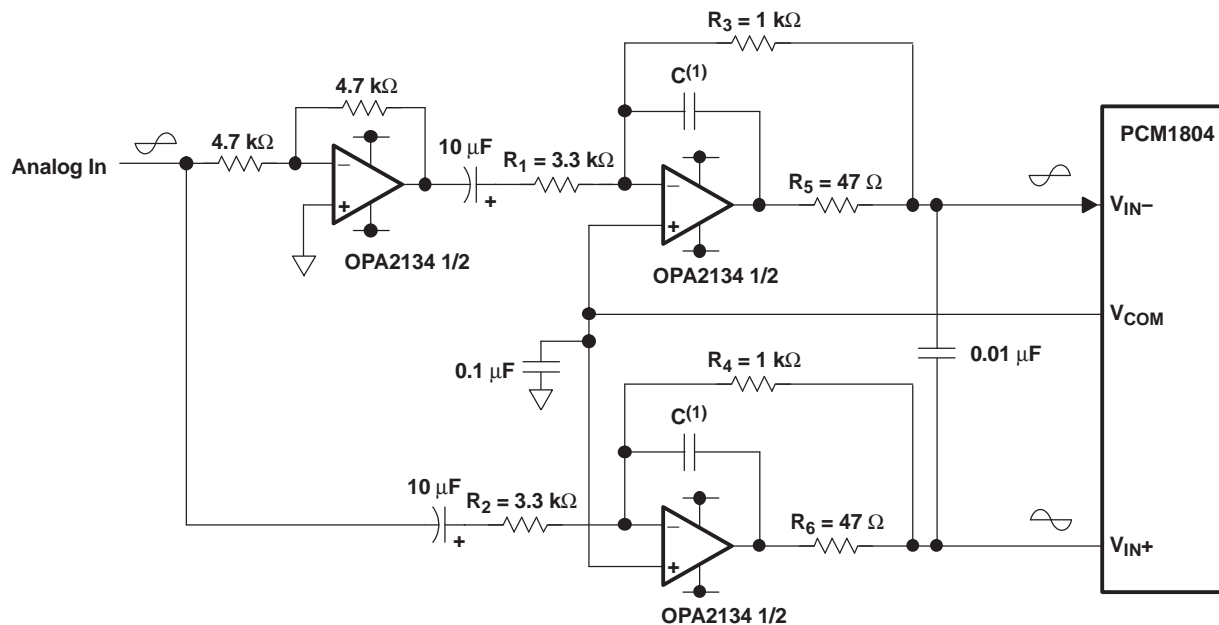 R3 = 1 kΩ
C(1)
4.7 kΩ
4.7 kΩ
Analog In
10 μF
+
R1 = 3.3 kΩ
−
+
OPA2134 1/2
−
+
OPA2134 1/2
R5 = 47 Ω
PCM1804
VIN−
VCOM
0.1 μF
0.01 μF
R4 = 1 kΩ
C(1)
10 μF
+
R2 = 3.3 kΩ
−
+
OPA2134 1/2
R6 = 47 Ω
VIN+